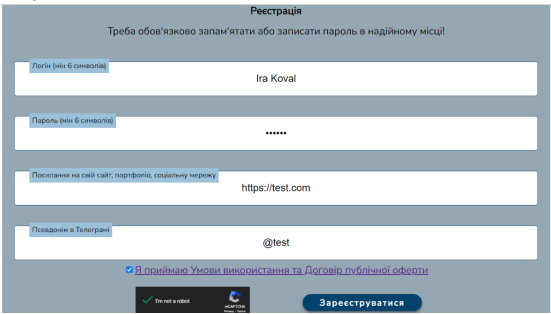 Реєстрація
Треба обов'язково запам'ятати або записати пароль в надійному місці!
Логін (мін 6 символів)
Ira Koval
Пароль (мін 6 символів)
••••••
Посилання на свій сайт, портфоліо, соціальну мережу
https://test.com
Псевдонім в Телеграмі
@test
Я приймаю Умови використання та Договір публічної оферти
I'm not a robot
reCAPTCHA
Privacy - Terms
Зареєструватися